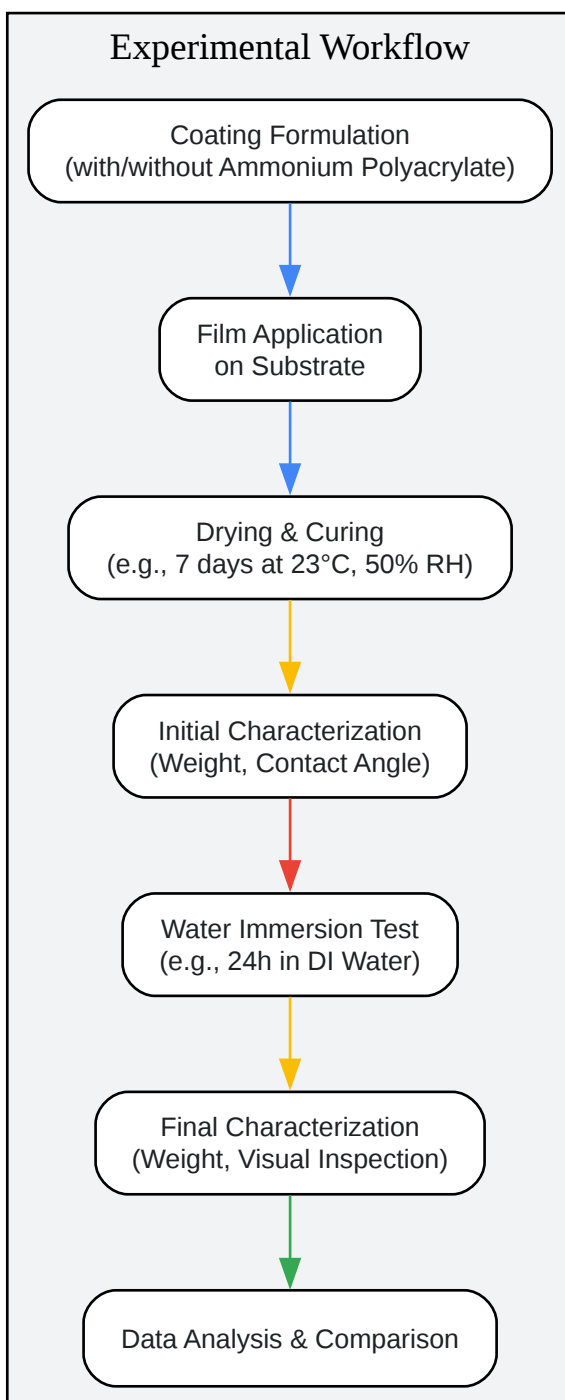 Experimental Workflow
Coating Formulation
(with/without Ammonium Polyacrylate)
Film Application
on Substrate
Drying & Curing
(e.g., 7 days at 23°C, 50% RH)
Initial Characterization
(Weight, Contact Angle)
Water Immersion Test
(e.g., 24h in DI Water)
Final Characterization
(Weight, Visual Inspection)
Data Analysis & Comparison